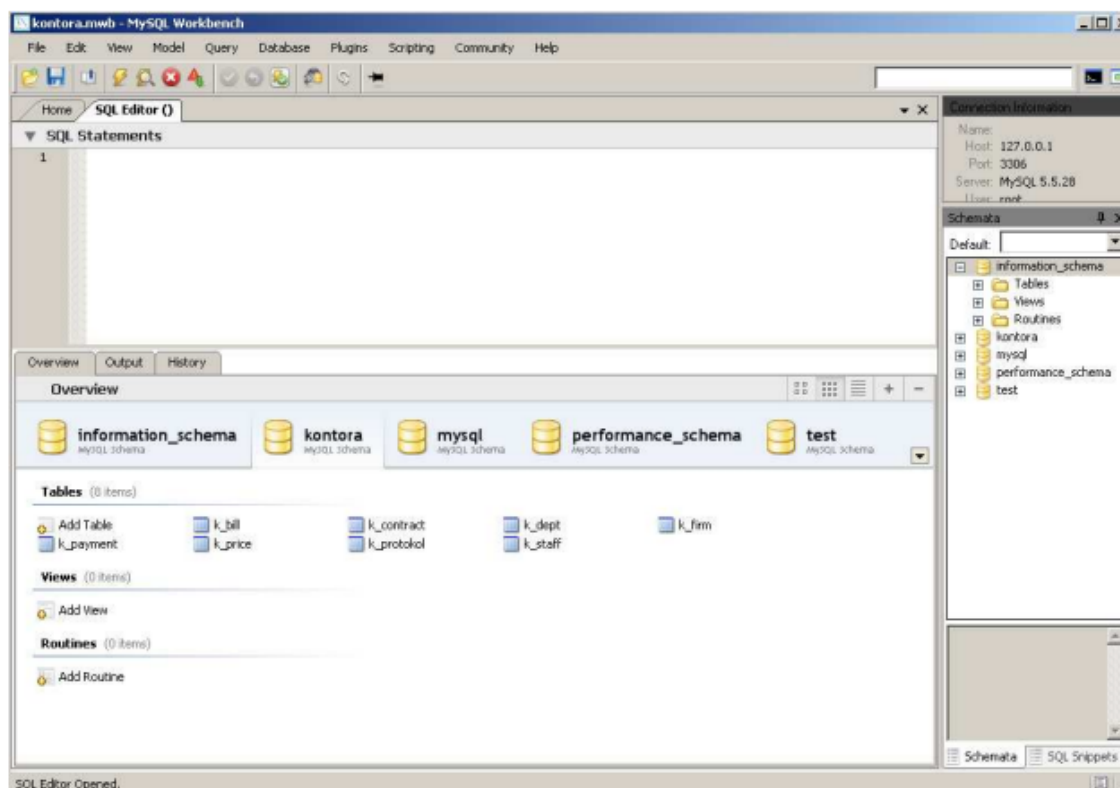 kontora.mwb - MySQL Workbench
File Edit View Model Query Database Plugins Scripting Community Help
Home SQL Editor ()
SQL Statements
1
Connection Information
Name:
Host: 127.0.0.1
Port: 3306
Server: MySQL 5.5.28
User: root
Schemata
Default:
information_schema
Tables
Views
Routines
kontora
mysql
performance_schema
test
Overview Output History
Overview
information_schema kontora mysql performance_schema test
MySQL Schema MySQL Schema MySQL Schema MySQL Schema MySQL Schema
Tables (8 items)
Add Table k_bill k_contract k_dept k_firm
k_payment k_price k_protokol k_staff
Views (0 items)
Add View
Routines (0 items)
Add Routine
Schemata SQL Snippets
SQL Editor Opened.